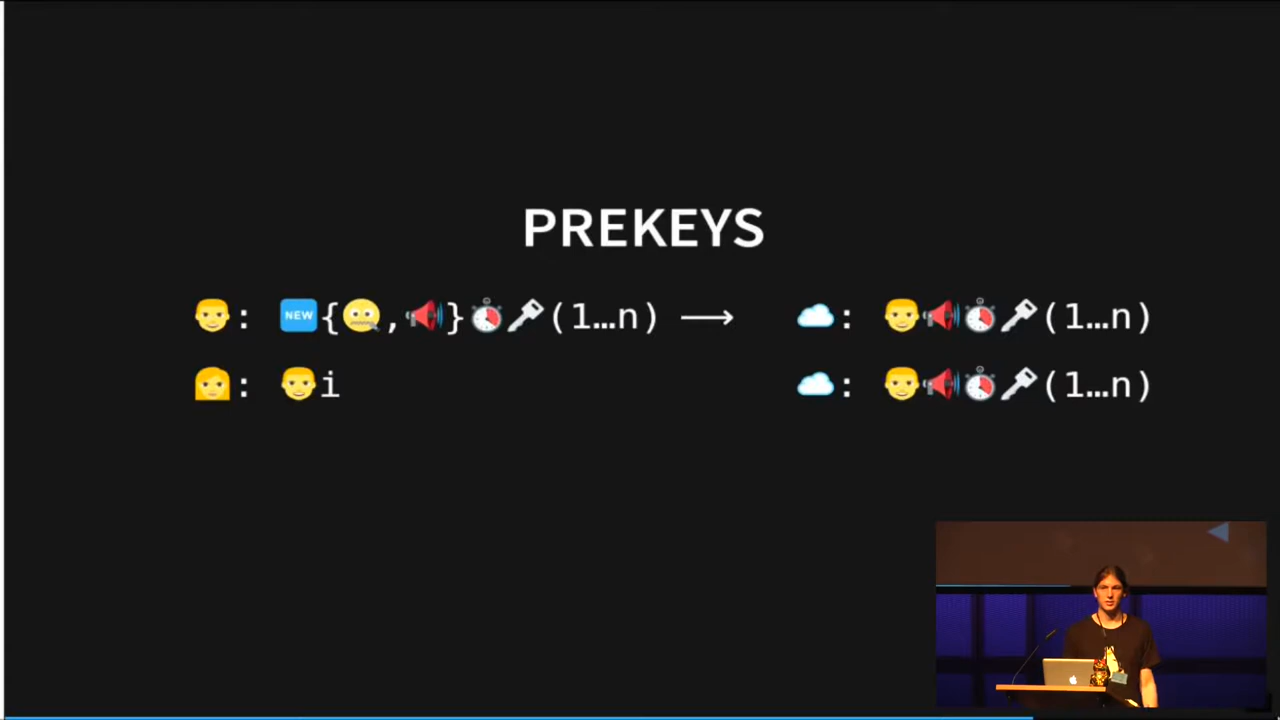 PREKEYS
👨: 🆕{🤐,📢}⏱🔑(1…n) ⟶ ☁: 👨📢⏱🔑(1…n)
👩: 👨i ☁: 👨📢⏱🔑(1…n)